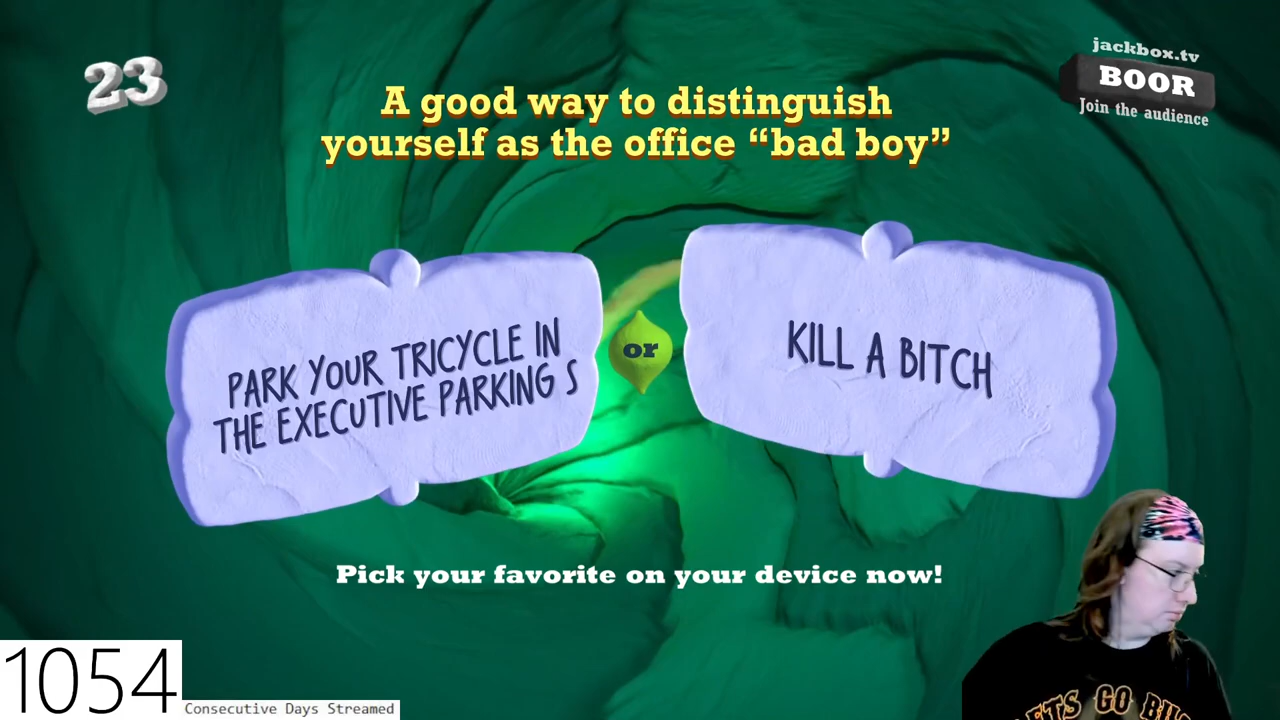 23
jackbox.tv
BOOR
Join the audience
A good way to distinguish
yourself as the office “bad boy”
PARK YOUR TRICYCLE IN
THE EXECUTIVE PARKING S
or
KILL A BITCH
Pick your favorite on your device now!
LETS GO
1054
Consecutive Days Streamed